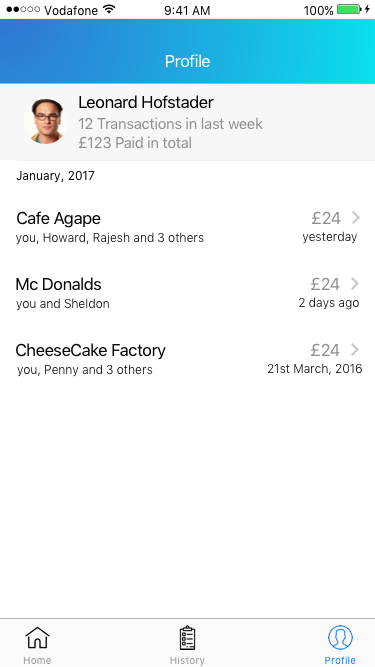 Vodafone 9:41 AM 100%
Profile
Leonard Hofstader
12 Transactions in last week
£123 Paid in total
January, 2017
Cafe Agape £24
you, Howard, Rajesh and 3 others yesterday
Mc Donalds £24
you and Sheldon 2 days ago
CheeseCake Factory £24
you, Penny and 3 others 21st March, 2016
Home History Profile